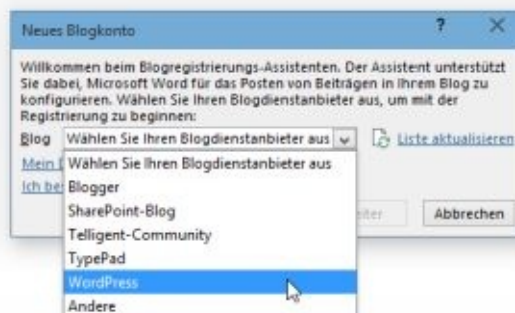 Neues Blogkonto ? ✕
Willkommen beim Blogregistrierungs-Assistenten. Der Assistent unterstützt
Sie dabei, Microsoft Word für das Posten von Beiträgen in Ihrem Blog zu
konfigurieren. Wählen Sie Ihren Blogdienstanbieter aus, um mit der
Registrierung zu beginnen:
Blog Wählen Sie Ihren Blogdienstanbieter aus Liste aktualisieren
Mein Wählen Sie Ihren Blogdienstanbieter aus
Ich Blogger
SharePoint-Blog
Telligent-Community Abbrechen
TypePad
WordPress
Andere